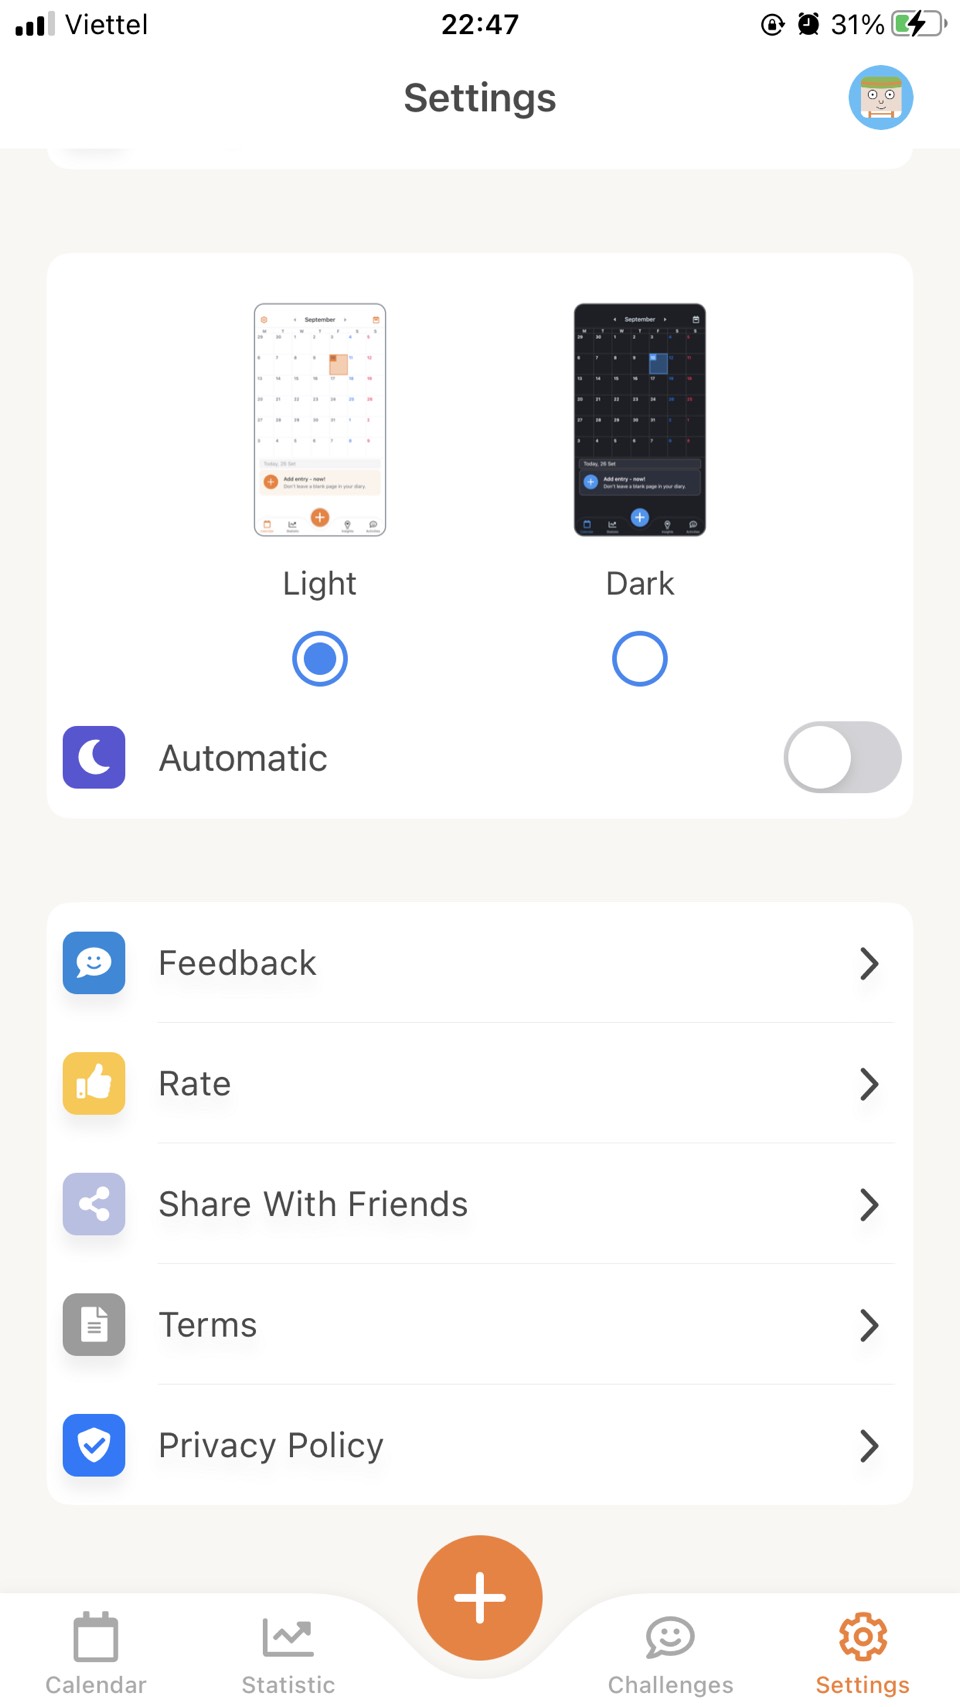 Viettel 22:47 31%
Settings
September
September
Today, 26 Set
Add entry - now!
Don't leave a blank page in your diary.
Today, 26 Set
Add entry - now!
Don't leave a blank page in your diary.
Light Dark
Automatic
Feedback
Rate
Share With Friends
Terms
Privacy Policy
Calendar Statistic Challenges Settings